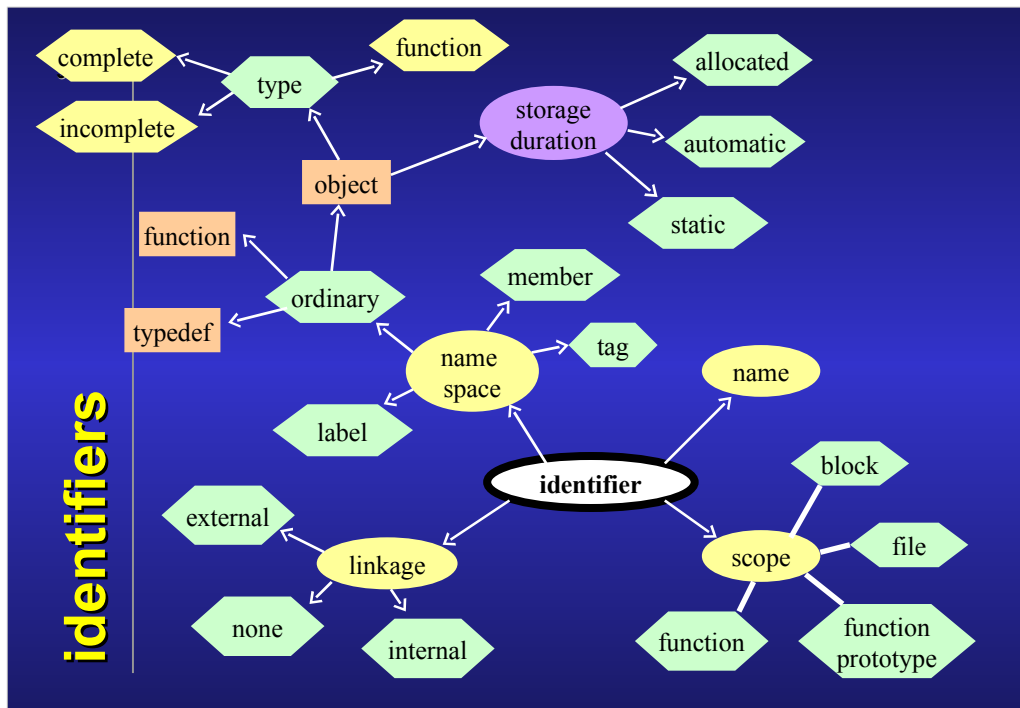 complete
function
allocated
type
storage
duration
incomplete
automatic
object
static
function
member
ordinary
typedef
tag
name
space
name
label
block
identifier
external
file
scope
linkage
none
function
function
prototype
internal
identifiers